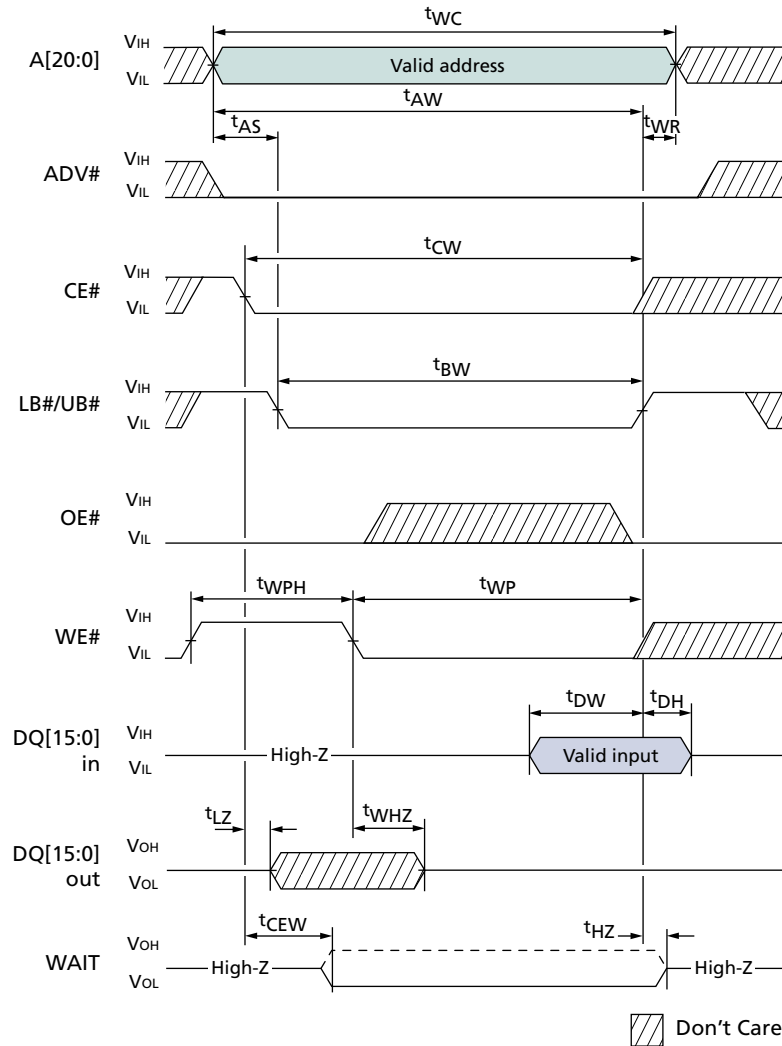 tWC
A[20:0] VIH VIL Valid address
tAW
tAS tWR
ADV# VIH VIL
tCW
CE# VIH VIL
tBW
LB#/UB# VIH VIL
OE# VIH VIL
tWPH tWP
WE# VIH VIL
tDW tDH
DQ[15:0] in VIH VIL High-Z Valid input
tLZ tWHZ
DQ[15:0] out VOH VOL
tCEW tHZ
WAIT VOH VOL High-Z High-Z
Don't Care